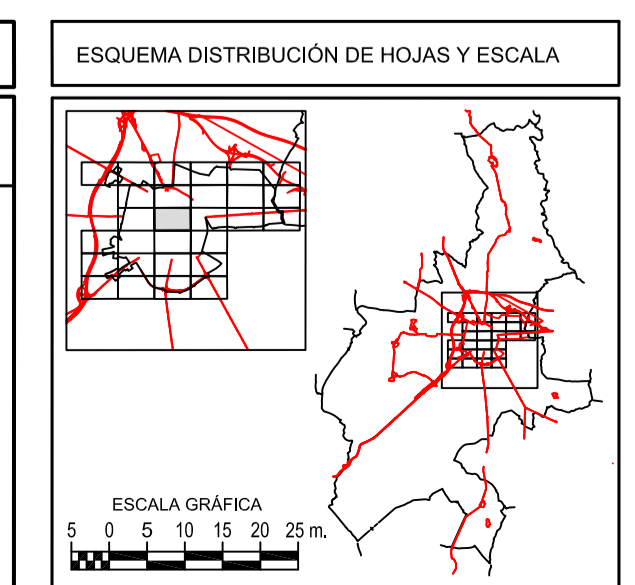 ESQUEMA DISTRIBUCIÓN DE HOJAS Y ESCALA
ESCALA GRÁFICA
5 0 5 10 15 20 25 m.